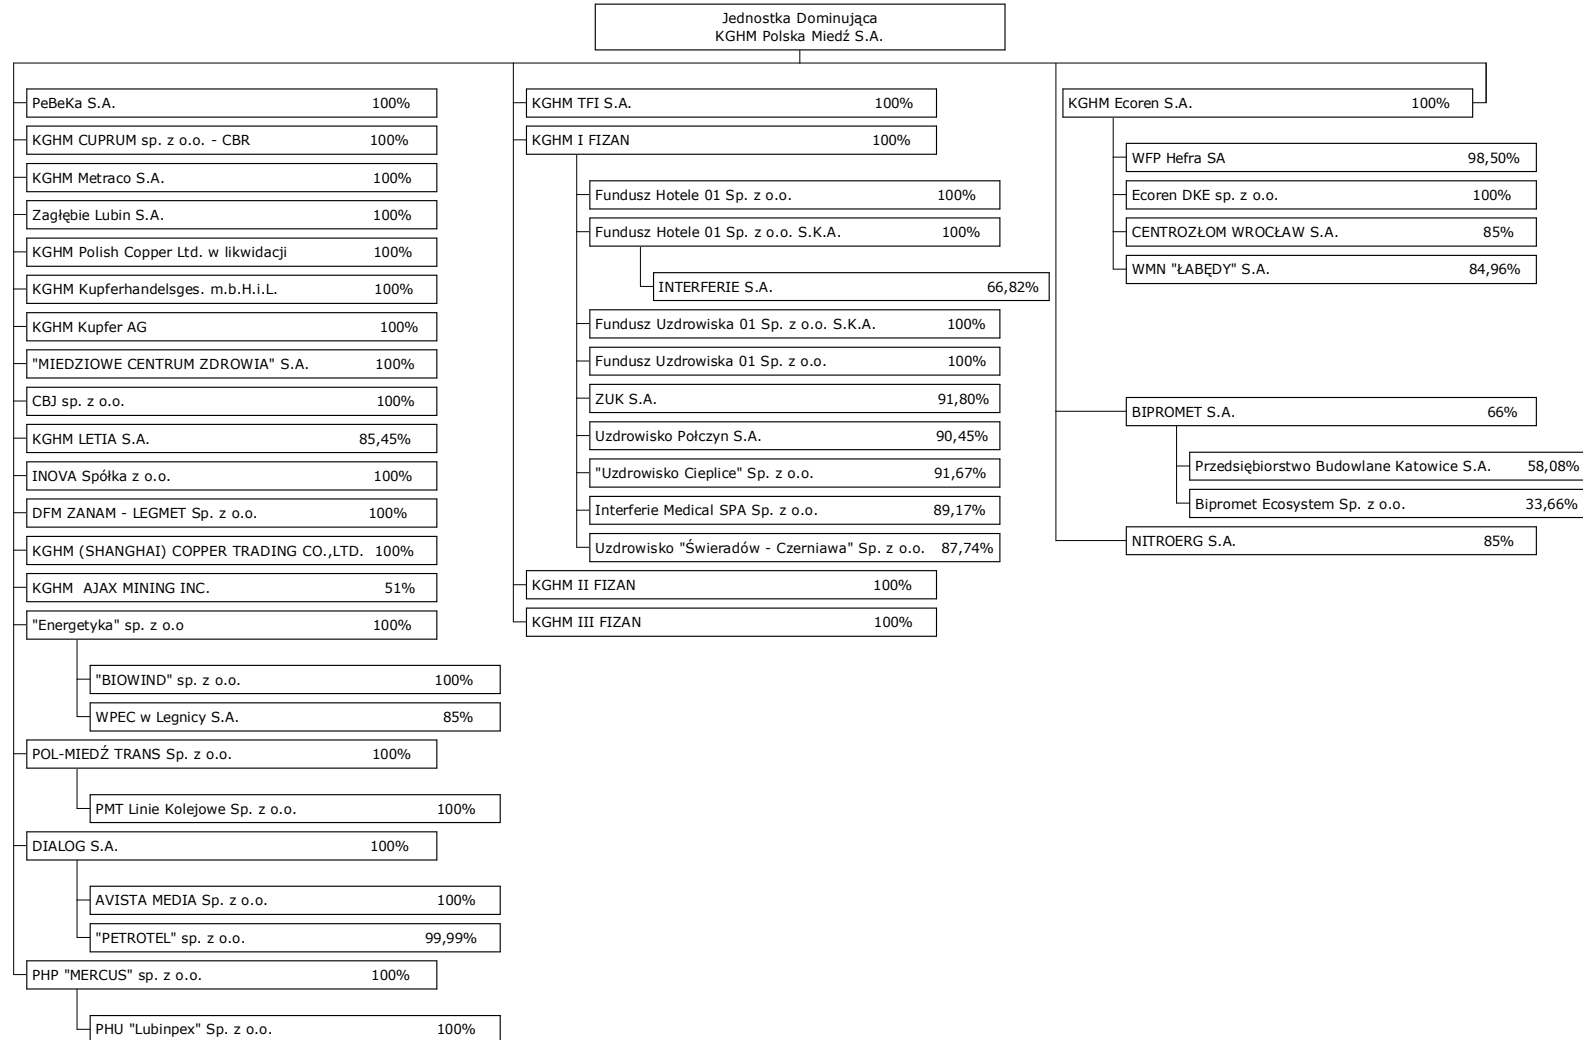 Jednostka Dominująca
KGHM Polska Miedź S.A.
PeBeKa S.A. 100%
KGHM CUPRUM sp. z o.o. - CBR 100%
KGHM Metraco S.A. 100%
Zagłębie Lubin S.A. 100%
KGHM Polish Copper Ltd. w likwidacji 100%
KGHM Kupferhandelsges. m.b.H.i.L. 100%
KGHM Kupfer AG 100%
"MIEDZIOWE CENTRUM ZDROWIA" S.A. 100%
CBJ sp. z o.o. 100%
KGHM LETIA S.A. 85,45%
INOVA Spółka z o.o. 100%
DFM ZANAM - LEGMET Sp. z o.o. 100%
KGHM (SHANGHAI) COPPER TRADING CO.,LTD. 100%
KGHM AJAX MINING INC. 51%
"Energetyka" sp. z o.o 100%
"BIOWIND" sp. z o.o. 100%
WPEC w Legnicy S.A. 85%
POL-MIEDŹ TRANS Sp. z o.o. 100%
PMT Linie Kolejowe Sp. z o.o. 100%
DIALOG S.A. 100%
AVISTA MEDIA Sp. z o.o. 100%
"PETROTEL" sp. z o.o. 99,99%
PHP "MERCUS" sp. z o.o. 100%
PHU "Lubinpex" Sp. z o.o. 100%
KGHM TFI S.A. 100%
KGHM I FIZAN 100%
Fundusz Hotele 01 Sp. z o.o. 100%
Fundusz Hotele 01 Sp. z o.o. S.K.A. 100%
INTERFERIE S.A. 66,82%
Fundusz Uzdrowiska 01 Sp. z o.o. S.K.A. 100%
Fundusz Uzdrowiska 01 Sp. z o.o. 100%
ZUK S.A. 91,80%
Uzdrowisko Połczyn S.A. 90,45%
"Uzdrowisko Cieplice" Sp. z o.o. 91,67%
Interferie Medical SPA Sp. z o.o. 89,17%
Uzdrowisko "Świeradów - Czerniawa" Sp. z o.o. 87,74%
KGHM II FIZAN 100%
KGHM III FIZAN 100%
KGHM Ecoren S.A. 100%
WFP Hefra SA 98,50%
Ecoren DKE sp. z o.o. 100%
CENTROZŁOM WROCŁAW S.A. 85%
WMN "ŁABĘDY" S.A. 84,96%
BIPROMET S.A. 66%
Przedsiębiorstwo Budowlane Katowice S.A. 58,08%
Bipromet Ecosystem Sp. z o.o. 33,66%
NITROERG S.A. 85%